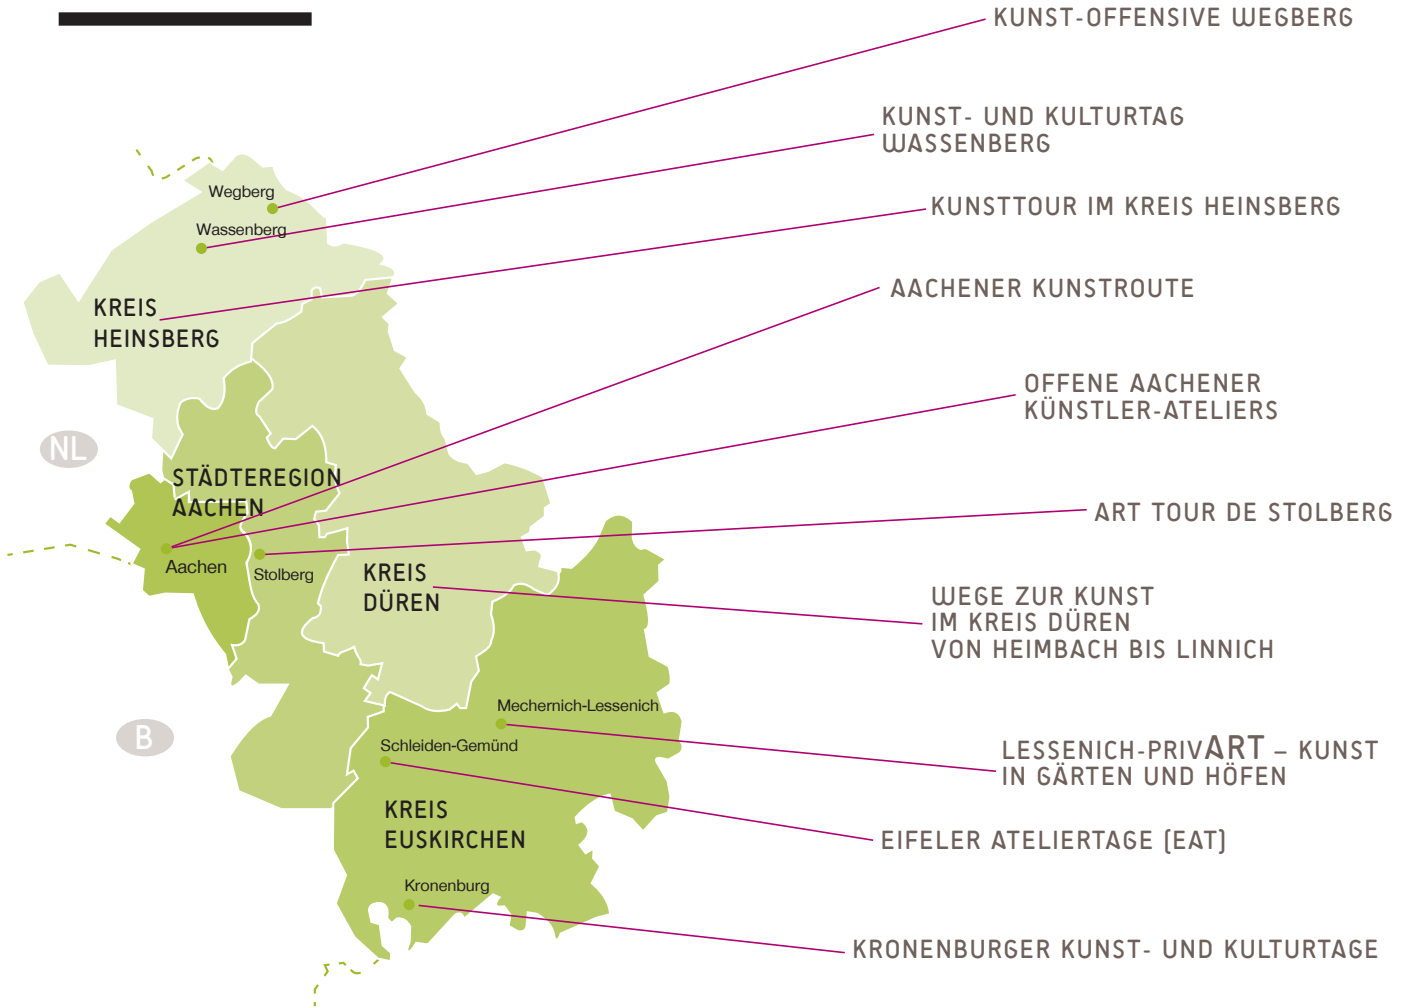 KUNST-OFFENSIVE WEGBERG
KUNST- UND KULTURTAG
WASSENBERG
KUNSTTOUR IM KREIS HEINSBERG
AACHENER KUNSTROUTE
OFFENE AACHENER
KÜNSTLER-ATELIERS
ART TOUR DE STOLBERG
WEGE ZUR KUNST
IM KREIS DÜREN
VON HEIMBACH BIS LINNICH
LESSENICH-PRIVART – KUNST
IN GÄRTEN UND HÖFEN
EIFELER ATELIERTAGE (EAT)
KRONENBURGER KUNST- UND KULTURTAGE
Wegberg
Wassenberg
KREIS
HEINSBERG
NL
STÄDTEREGION
AACHEN
Aachen
Stolberg
KREIS
DÜREN
B
Mechernich-Lessenich
Schleiden-Gemünd
KREIS
EUSKIRCHEN
Kronenburg